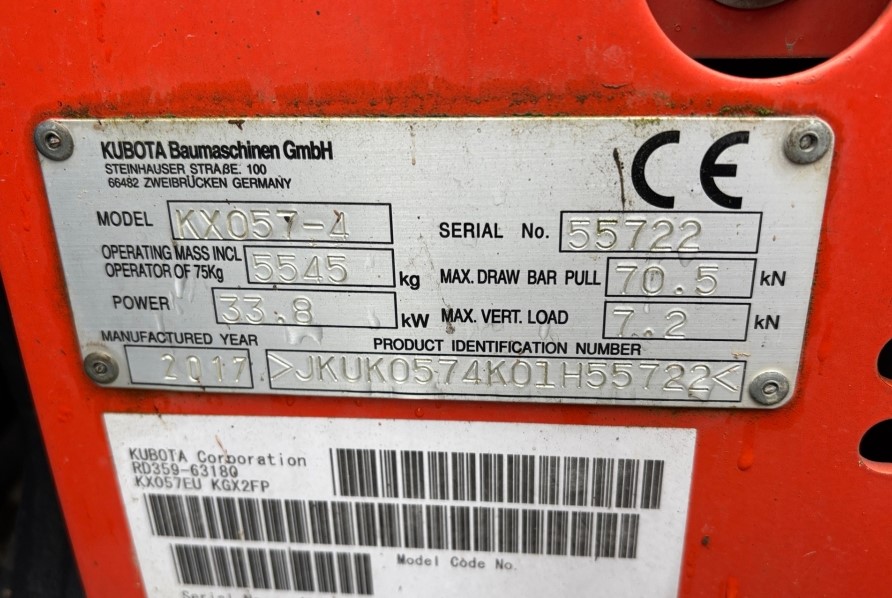 KUBOTA Baumaschinen GmbH
STEINHAUSER STRAßE. 100
66482 ZWEIBRÜCKEN GERMANY
CE
MODEL KX057-4
SERIAL No. 55722
OPERATING MASS INCL
OPERATOR OF 75Kg 5545 kg
MAX. DRAW BAR PULL 70.5 kN
POWER 33.8 kW
MAX. VERT. LOAD 7.2 kN
MANUFACTURED YEAR 2017
PRODUCT IDENTIFICATION NUMBER
>JKUK0574K01H55722<
KUBOTA Corporation
RD359-63180
KX057EU KGX2FP
Model Code No.